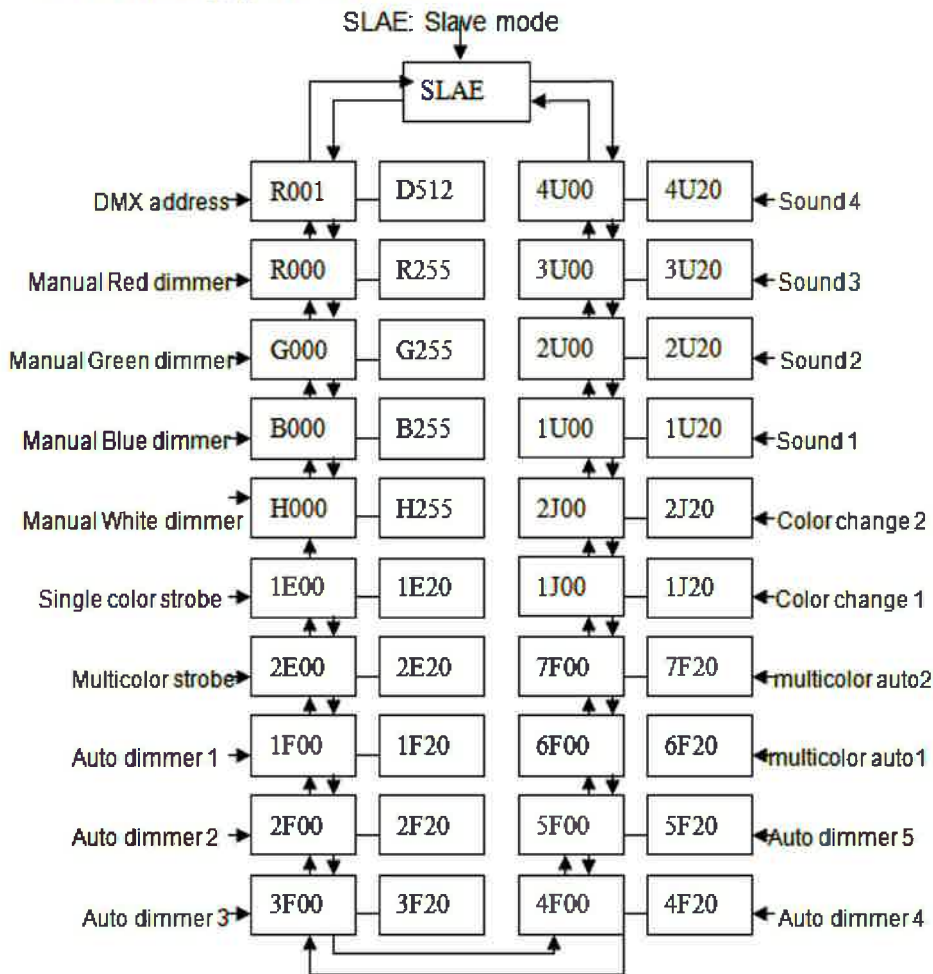 SLAE: Slave mode
SLAE
DMX address R001 D512 4U00 4U20 Sound 4
Manual Red dimmer R000 R255 3U00 3U20 Sound 3
Manual Green dimmer G000 G255 2U00 2U20 Sound 2
Manual Blue dimmer B000 B255 1U00 1U20 Sound 1
Manual White dimmer H000 H255 2J00 2J20 Color change 2
Single color strobe 1E00 1E20 1J00 1J20 Color change 1
Multicolor strobe 2E00 2E20 7F00 7F20 multicolor auto2
Auto dimmer 1 1F00 1F20 6F00 6F20 multicolor auto1
Auto dimmer 2 2F00 2F20 5F00 5F20 Auto dimmer 5
Auto dimmer 3 3F00 3F20 4F00 4F20 Auto dimmer 4